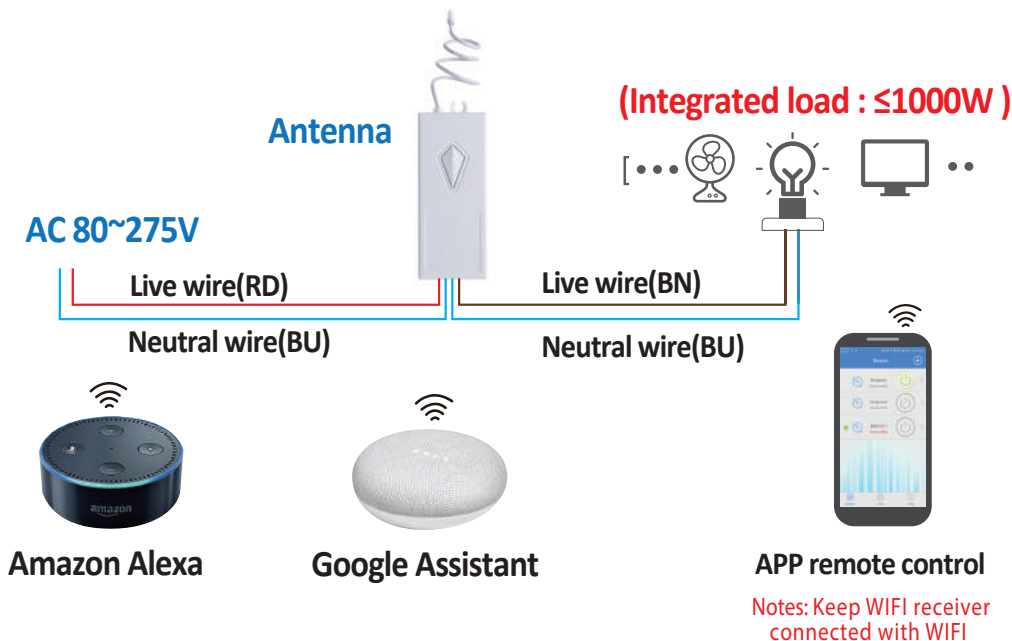 (Integrated load : ≤1000W )
Antenna
AC 80~275V
Live wire(RD)
Live wire(BN)
Neutral wire(BU)
Neutral wire(BU)
amazon
Amazon Alexa
Google Assistant
APP remote control
Notes: Keep WIFI receiver
connected with WIFI